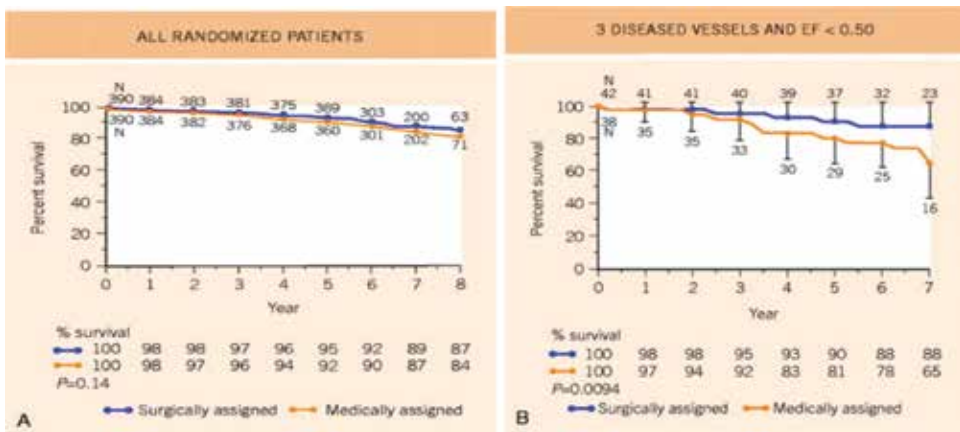 ALL RANDOMIZED PATIENTS
N
390 384 383 381 375 369 303 200 63
390 384 382 376 368 360 301 202 71
N
100
80
60
40
20
0
Percent survival
0 1 2 3 4 5 6 7 8
Year
% survival
100 98 98 97 96 95 92 89 87
100 98 97 96 94 92 90 87 84
P=0.14
Surgically assigned Medically assigned
A
3 DISEASED VESSELS AND EF < 0.50
N
42 41 41 40 39 37 32 23
38 35 35 33 30 29 25 16
N
100
80
60
40
20
0
Percent survival
0 1 2 3 4 5 6 7
Year
% survival
100 98 98 95 93 90 88 88
100 97 94 92 83 81 78 65
P=0.0094
Surgically assigned Medically assigned
B